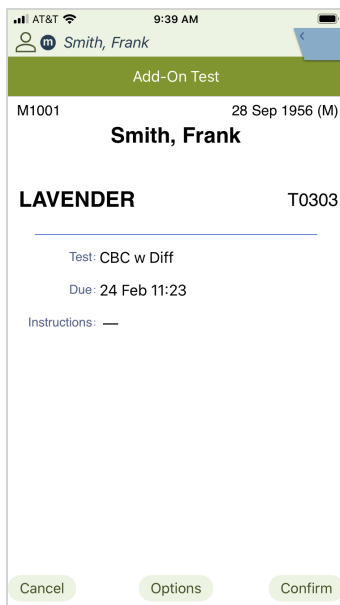 AT&T 9:39 AM
m Smith, Frank
Add-On Test
M1001 28 Sep 1956 (M)
Smith, Frank
LAVENDER T0303
Test: CBC w Diff
Due: 24 Feb 11:23
Instructions: —
Cancel Options Confirm